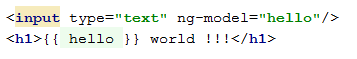 <input type="text" ng-model="hello"/>
<h1>{{ hello }} world !!!</h1>